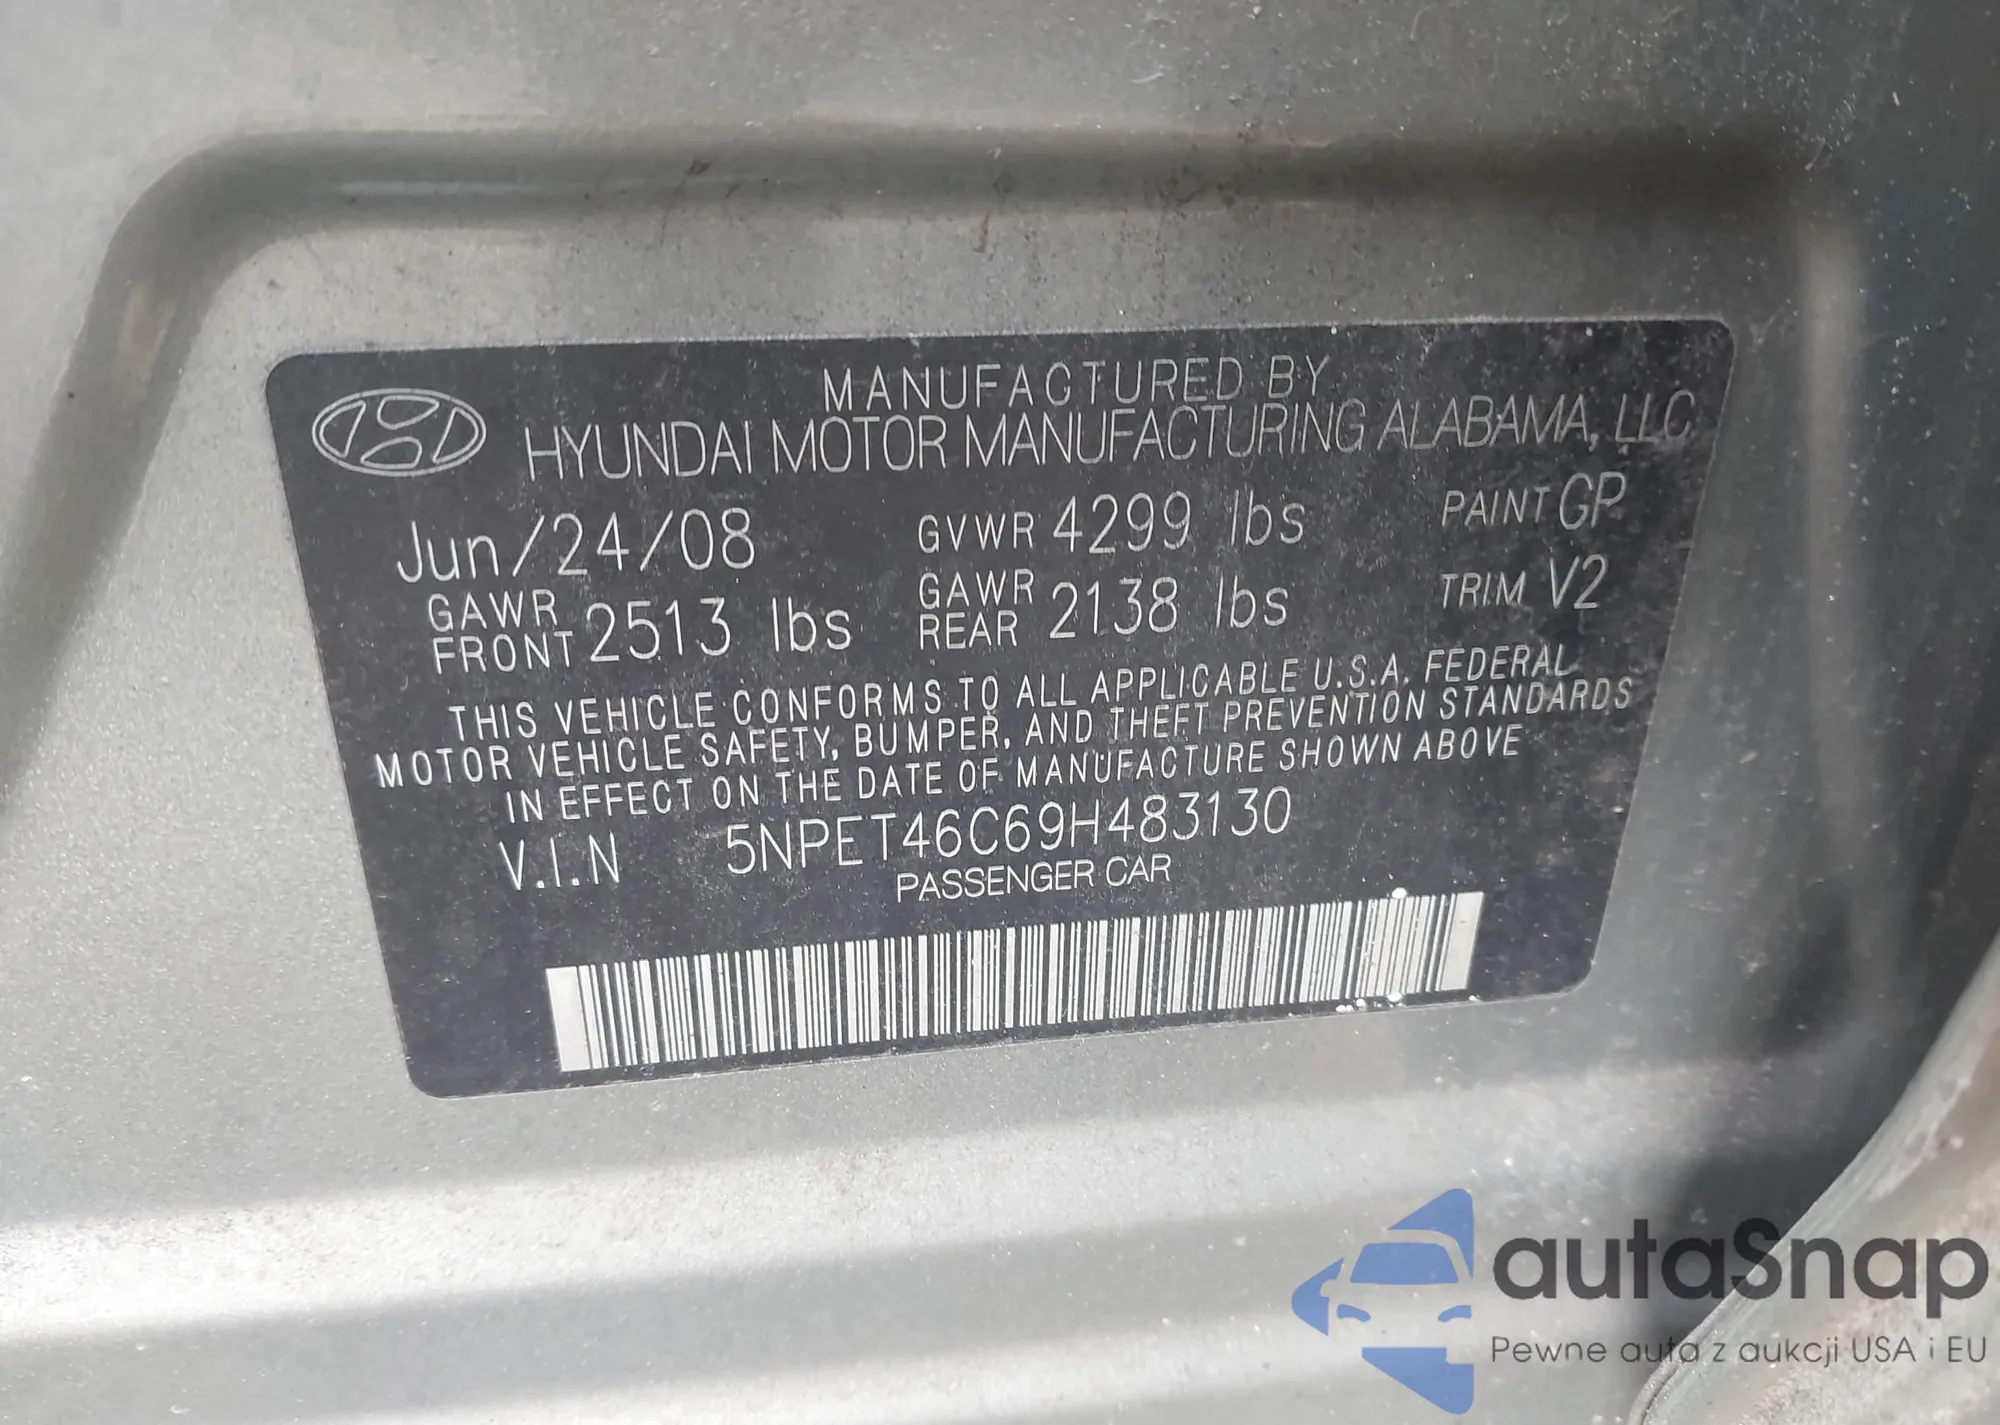 MANUFACTURED BY
HYUNDAI MOTOR MANUFACTURING ALABAMA, LLC
Jun/24/08 GVWR 4299 lbs PAINT GP
GAWR FRONT 2513 lbs GAWR REAR 2138 lbs TRIM V2
THIS VEHICLE CONFORMS TO ALL APPLICABLE U.S.A. FEDERAL
MOTOR VEHICLE SAFETY, BUMPER, AND THEFT PREVENTION STANDARDS
IN EFFECT ON THE DATE OF MANUFACTURE SHOWN ABOVE
V.I.N 5NPET46C69H483130
PASSENGER CAR
autaSnap
Pewne auta z aukcji USA i EU